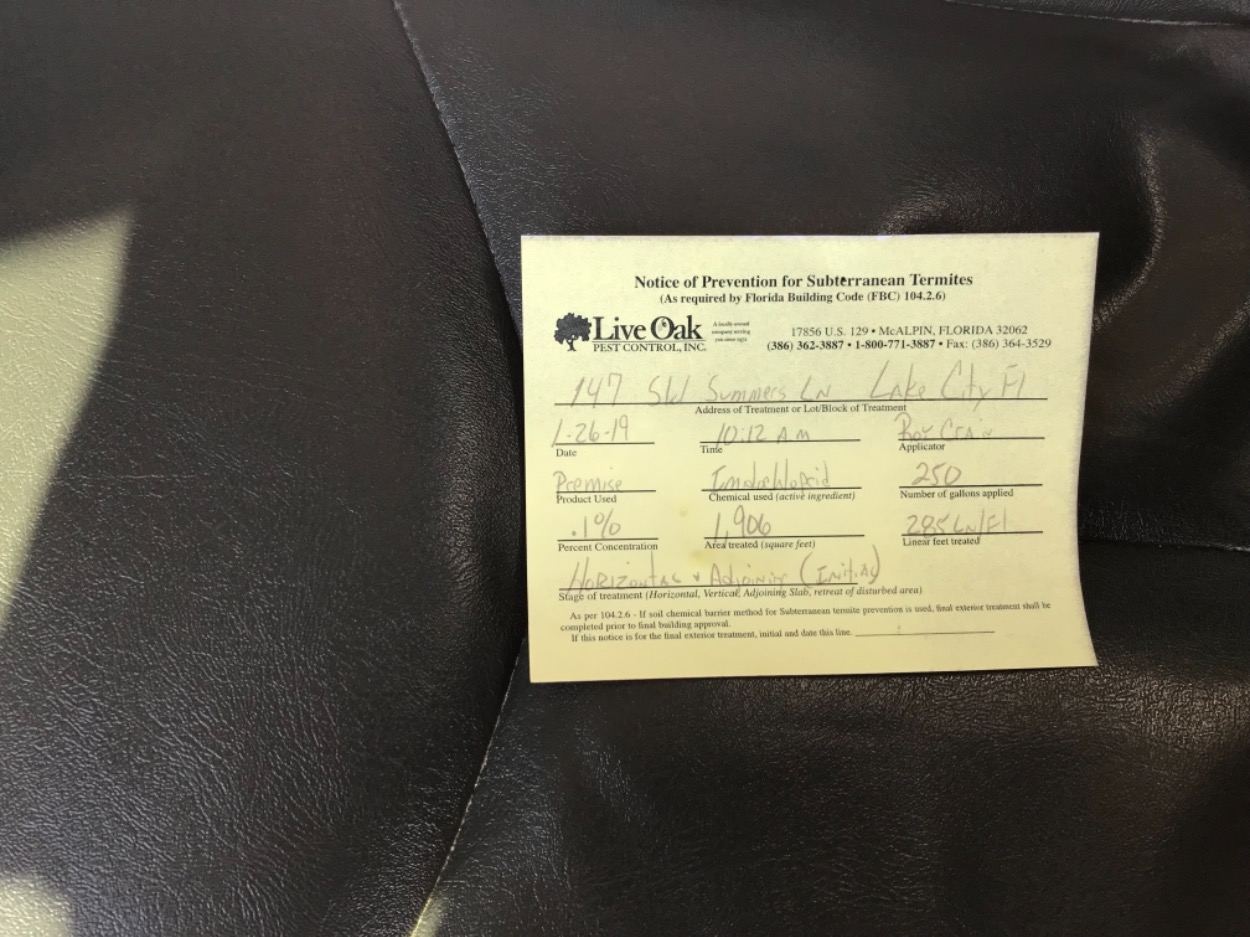 Notice of Prevention for Subterranean Termites
(As required by Florida Building Code (FBC) 104.2.6)
Live Oak
PEST CONTROL, INC.
A locally owned
company serving
you since
17856 U.S. 129 • McALPIN, FLORIDA 32062
(386) 362-3887 • 1-800-771-3887 • Fax: (386) 364-3529
147 SW Summers Ln Lake City Fl
Address of Treatment or Lot/Block of Treatment
1-26-19 10:12 AM
Date Time Applicator
Premise 250
Product Used Chemical used (active ingredient) Number of gallons applied
.1% 1,906 285
Percent Concentration Area treated (square feet) Linear feet treated
Horizontal + Adjoining (Initial)
Stage of treatment (Horizontal, Vertical, Adjoining Slab, retreat of disturbed area)
As per 104.2.6 - If soil chemical barrier method for Subterranean termite prevention is used, final exterior treatment shall be
completed prior to final building approval.
If this notice is for the final exterior treatment, initial and date this line.